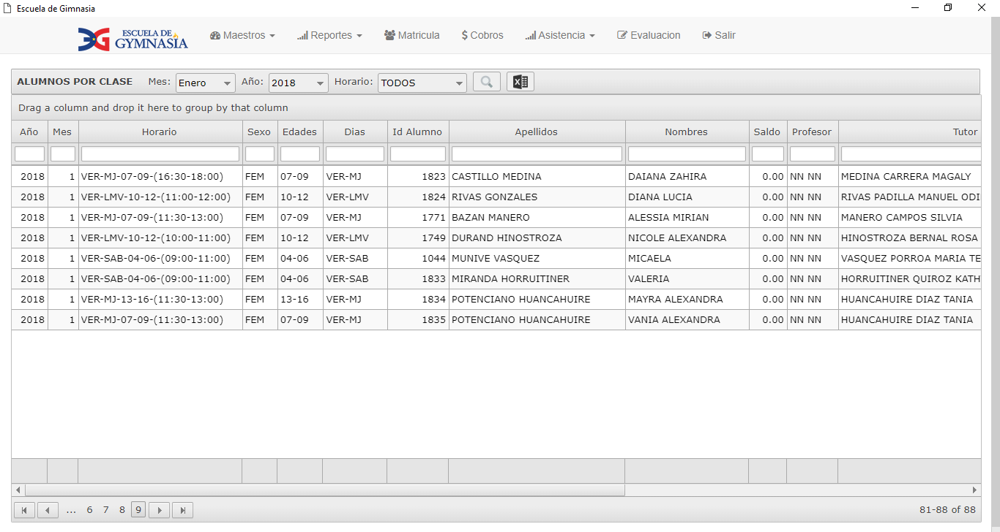 Escuela de Gimnasia
ESCUELA DE GYMNASIA Maestros Reportes Matricula $ Cobros Asistencia Evaluacion Salir
ALUMNOS POR CLASE Mes: Enero Año: 2018 Horario: TODOS
Drag a column and drop it here to group by that column
Año Mes Horario Sexo Edades Dias Id Alumno Apellidos Nombres Saldo Profesor Tutor
2018 1 VER-MJ-07-09-(16:30-18:00) FEM 07-09 VER-MJ 1823 CASTILLO MEDINA DAIANA ZAHIRA 0.00 NN NN MEDINA CARRERA MAGALY
2018 1 VER-LMV-10-12-(11:00-12:00) FEM 10-12 VER-LMV 1824 RIVAS GONZALES DIANA LUCIA 0.00 NN NN RIVAS PADILLA MANUEL ODI
2018 1 VER-MJ-07-09-(11:30-13:00) FEM 07-09 VER-MJ 1771 BAZAN MANERO ALESSIA MIRIAN 0.00 NN NN MANERO CAMPOS SILVIA
2018 1 VER-LMV-10-12-(10:00-11:00) FEM 10-12 VER-LMV 1749 DURAND HINOSTROZA NICOLE ALEXANDRA 0.00 NN NN HINOSTROZA BERNAL ROSA
2018 1 VER-SAB-04-06-(09:00-11:00) FEM 04-06 VER-SAB 1044 MUNIVE VASQUEZ MICAELA 0.00 NN NN VASQUEZ PORROA MARIA TE
2018 1 VER-SAB-04-06-(09:00-11:00) FEM 04-06 VER-SAB 1833 MIRANDA HORRUITINER VALERIA 0.00 NN NN HORRUITINER QUIROZ KATH
2018 1 VER-MJ-13-16-(11:30-13:00) FEM 13-16 VER-MJ 1834 POTENCIANO HUANCAHUIRE MAYRA ALEXANDRA 0.00 NN NN HUANCAHUIRE DIAZ TANIA
2018 1 VER-MJ-07-09-(11:30-13:00) FEM 07-09 VER-MJ 1835 POTENCIANO HUANCAHUIRE VANIA ALEXANDRA 0.00 NN NN HUANCAHUIRE DIAZ TANIA
... 6 7 8 9 81-88 of 88